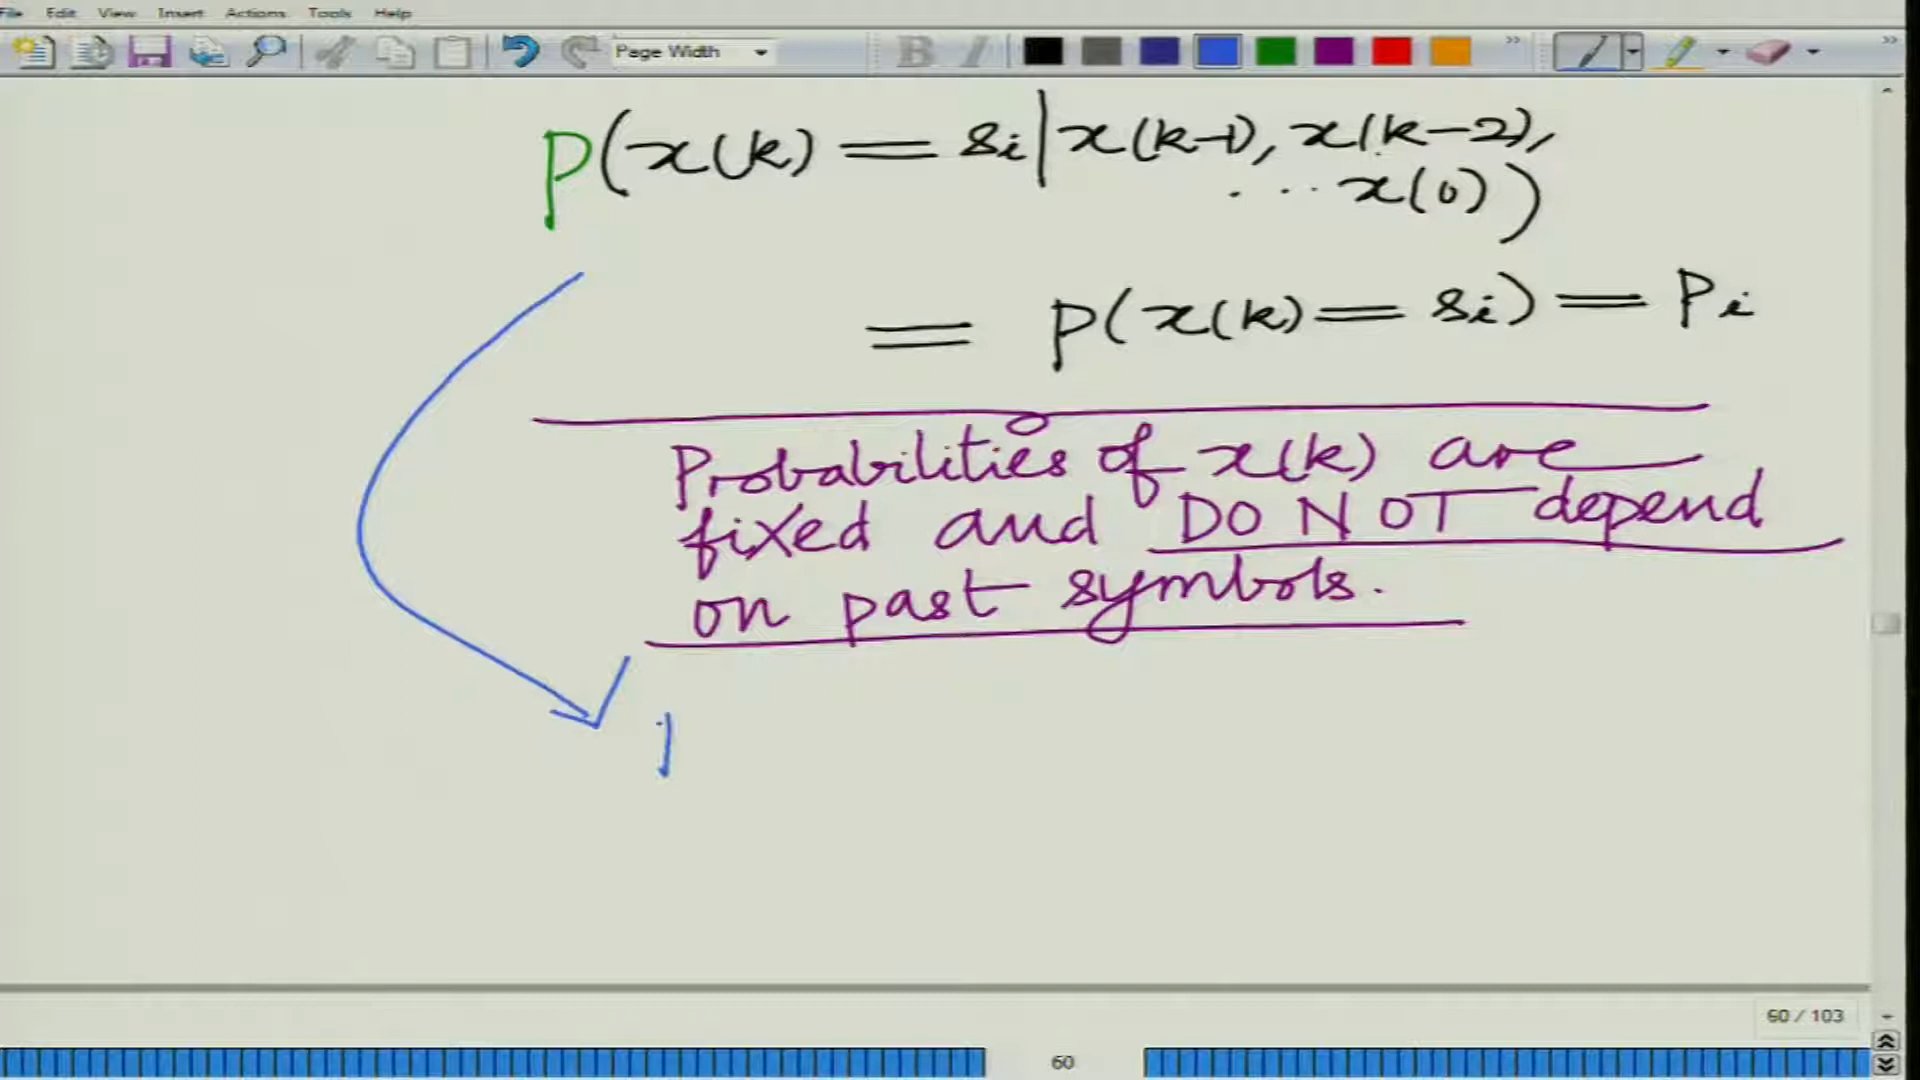 File Edit View Insert Actions Tools Help
Page Width
P(x(k) = si | x(k-1), x(k-2),
... x(0))
= P(x(k) = si) = Pi
Probabilities of x(k) are
fixed and DO NOT depend
on past symbols.
60 / 103
60